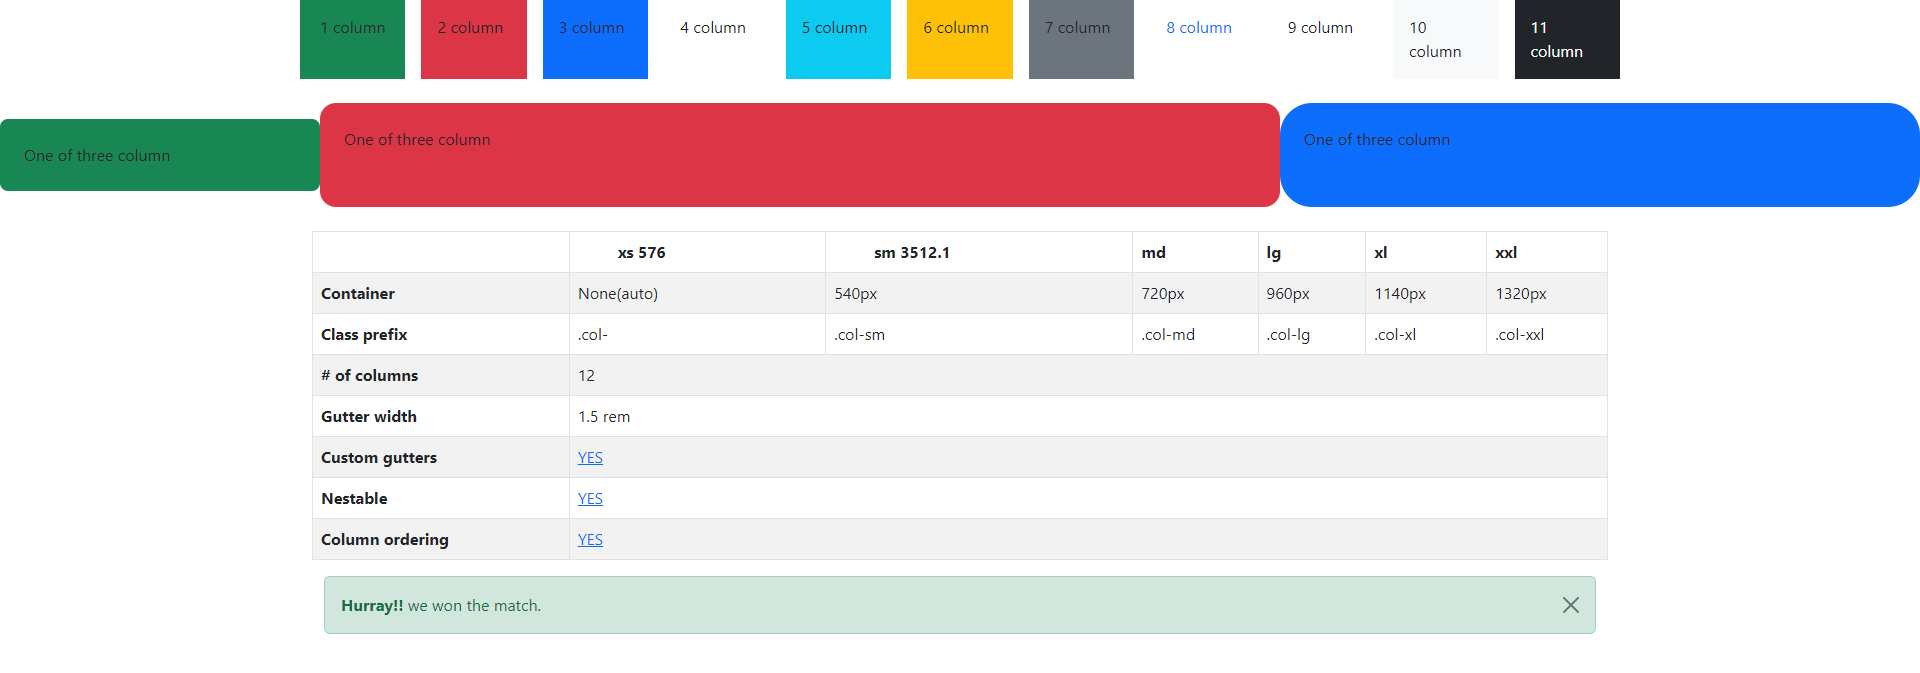 1 column 2 column 3 column 4 column 5 column 6 column 7 column 8 column 9 column 10 column 11 column
One of three column One of three column One of three column
xs 576 sm 3512.1 md lg xl xxl
Container None(auto) 540px 720px 960px 1140px 1320px
Class prefix .col- .col-sm .col-md .col-lg .col-xl .col-xxl
# of columns 12
Gutter width 1.5 rem
Custom gutters YES
Nestable YES
Column ordering YES
Hurray!! we won the match.